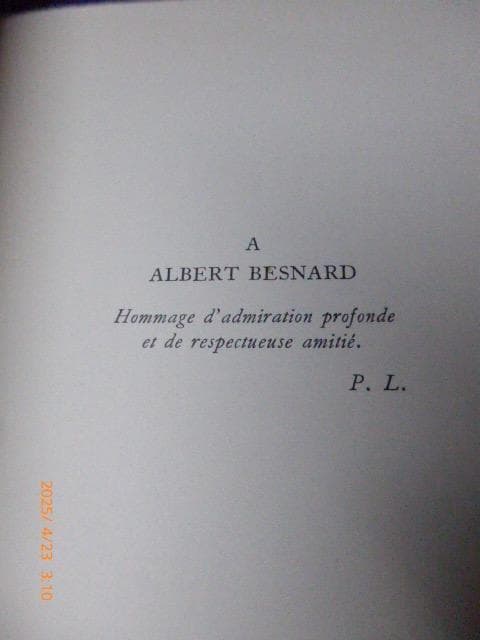 A
ALBERT BESNARD
Hommage d'admiration profonde
et de respectueuse amitié.
P. L.
2025/ 4/23 3:10